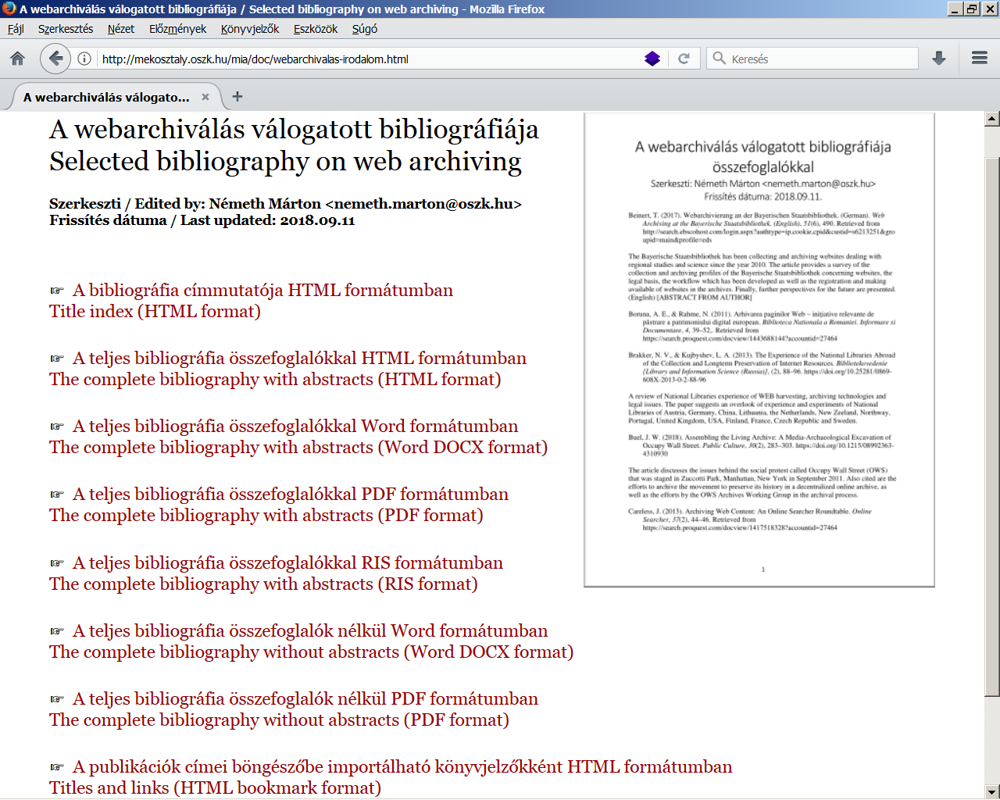 A webarchiválás válogatott bibliográfiája / Selected bibliography on web archiving - Mozilla Firefox
Fájl Szerkesztés Nézet Előzmények Könyvjelzők Eszközök Súgó
http://mekosztaly.oszk.hu/mia/doc/webarchivalas-irodalom.html
Keresés
A webarchiválás válogato...
A webarchiválás válogatott bibliográfiája
Selected bibliography on web archiving
Szerkeszti / Edited by: Németh Márton <nemeth.marton@oszk.hu>
Frissítés dátuma / Last updated: 2018.09.11
A bibliográfia címmutatója HTML formátumban
Title index (HTML format)
A teljes bibliográfia összefoglalókkal HTML formátumban
The complete bibliography with abstracts (HTML format)
A teljes bibliográfia összefoglalókkal Word formátumban
The complete bibliography with abstracts (Word DOCX format)
A teljes bibliográfia összefoglalókkal PDF formátumban
The complete bibliography with abstracts (PDF format)
A teljes bibliográfia összefoglalókkal RIS formátumban
The complete bibliography with abstracts (RIS format)
A teljes bibliográfia összefoglalók nélkül Word formátumban
The complete bibliography without abstracts (Word DOCX format)
A teljes bibliográfia összefoglalók nélkül PDF formátumban
The complete bibliography without abstracts (PDF format)
A publikációk címei böngészőbe importálható könyvjelzőkként HTML formátumban
Titles and links (HTML bookmark format)
A webarchiválás válogatott bibliográfiája
összefoglalókkal
Szerkeszti: Németh Márton <nemeth.marton@oszk.hu>
Frissítés dátuma: 2018.09.11.
Beinert, T. (2017). Webarchivierung an der Bayerischen Staatsbibliothek. (German). Web
Archiving at the Bayerische Staatsbibliothek. (English), 51(6), 490. Retrieved from
http://search.ebscohost.com/login.aspx?authtype=ip,cookie,cpid&custid=s6213251&gro
upid=main&profile=eds
The Bayerische Staatsbibliothek has been collecting and archiving websites dealing with
regional studies and science since the year 2010. The article provides a survey of the
collection and archiving profiles of the Bayerische Staatsbibliothek concerning websites, the
legal basis, the workflow which has been developed as well as the registration and making
available of websites in the archives. Finally, further perspectives for the future are presented.
(English) [ABSTRACT FROM AUTHOR]
Boruna, A. E., & Rahme, N. (2011). Arhivarea paginilor Web – iniţiative relevante de
păstrare a patrimoniului digital european. Biblioteca Nationala a Romaniei. Informare si
Documentare, 4, 39–52,. Retrieved from
https://search.proquest.com/docview/1443688144?accountid=27464
Brakker, N. V., & Kujbyshev, L. A. (2013). The Experience of the National Libraries Abroad
of the Collection and Longterm Preservation of Internet Resources. Bibliotekovedenie
[Library and Information Science (Russia)], (2), 88–96. https://doi.org/10.25281/0869-
608X-2013-0-2-88-96
A review of National Libraries experience of WEB harvesting, archiving technologies and
legal issues. The paper suggests an overlook of experience and experiments of National
Libraries of Austria, Germany, China, Lithuania, the Netherlands, New Zeeland, Northway,
Portugal, United Kingdom, USA, Finland, France, Czech Republic and Sweden.
Buel, J. W. (2018). Assembling the Living Archive: A Media-Archaeological Excavation of
Occupy Wall Street. Public Culture, 30(2), 283–303. https://doi.org/10.1215/08992363-
4310930
The article discusses the issues behind the social protest called Occupy Wall Street (OWS)
that was staged in Zuccotti Park, Manhattan, New York in September 2011. Also cited are the
efforts to archive the movement to preserve its history in a decentralized online archive, as
well as the efforts by the OWS Archives Working Group in the archival process.
Careless, J. (2013). Archiving Web Content: An Online Searcher Roundtable. Online
Searcher, 37(2), 44–46. Retrieved from
https://search.proquest.com/docview/1417518328?accountid=27464
1